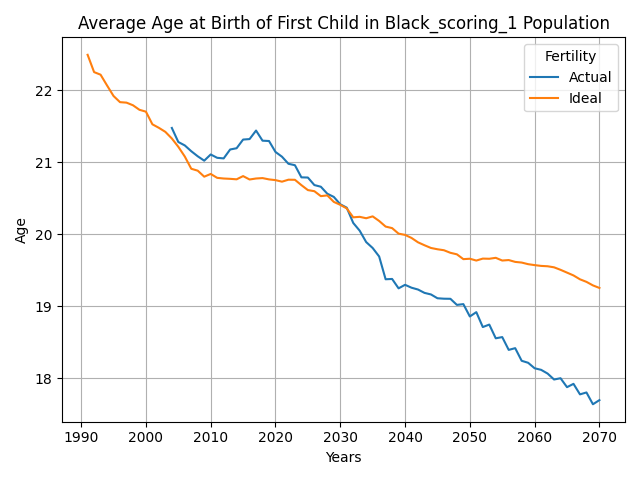 Average Age at Birth of First Child in Black_scoring_1 Population
Fertility
Actual
Ideal
Age
22
21
20
19
18
1990
2000
2010
2020
2030
2040
2050
2060
2070
Years